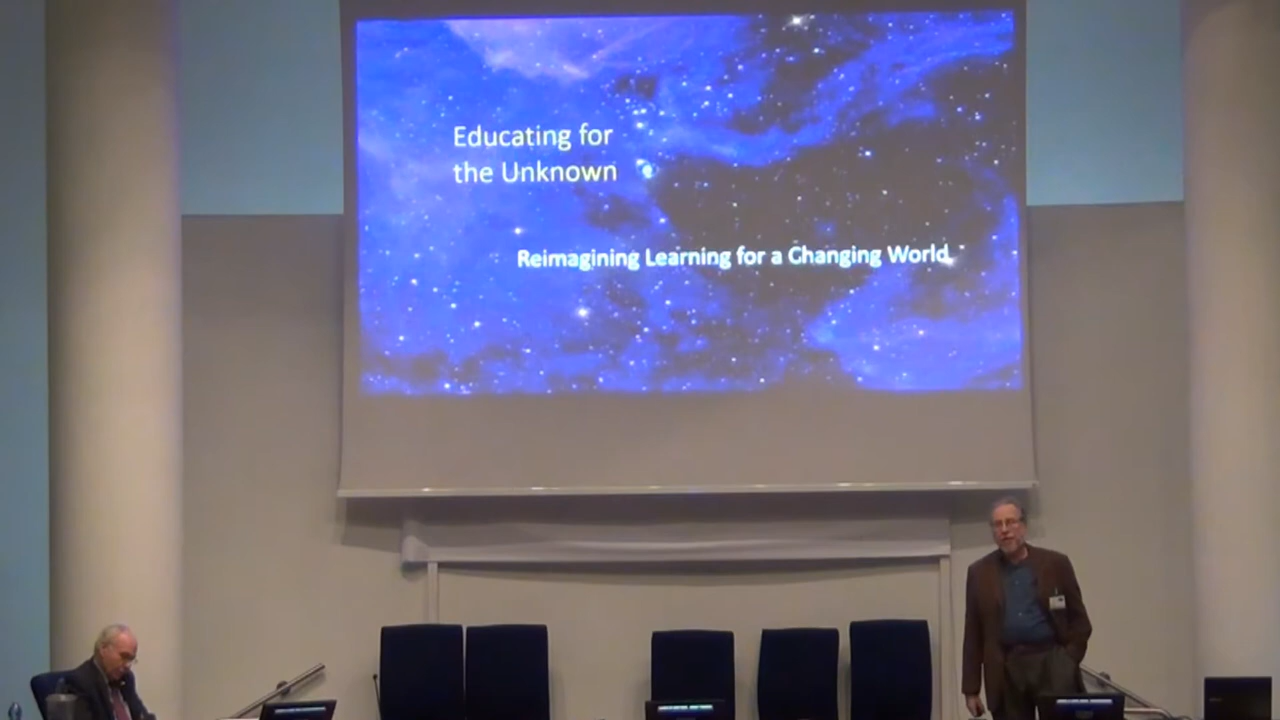 Educating for
the Unknown
Reimagining Learning for a Changing World